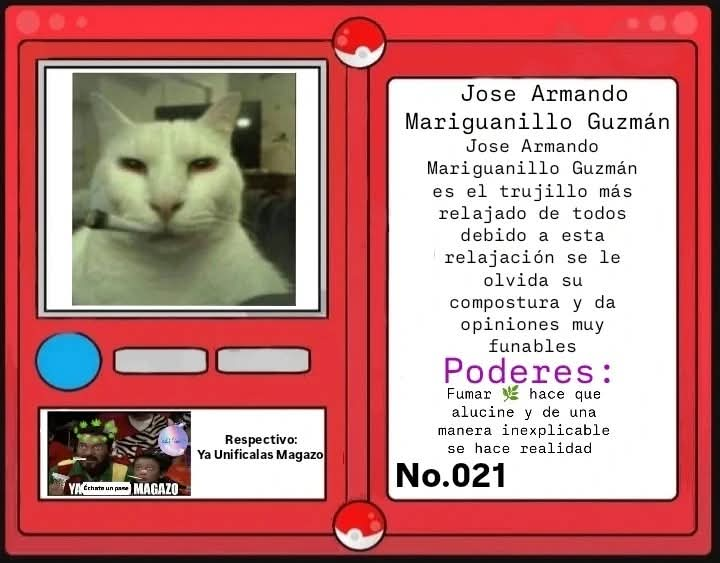 Jose Armando
Mariguanillo Guzmán
Jose Armando
Mariguanillo Guzmán
es el trujillo más
relajado de todos
debido a esta
relajación se le
olvida su
compostura y da
opiniones muy
funables
Poderes:
Fumar 🌿 hace que
alucine y de una
manera inexplicable
se hace realidad
No.021
Respectivo:
Ya Unificalas Magazo
YA Échate un pase MAGAZO